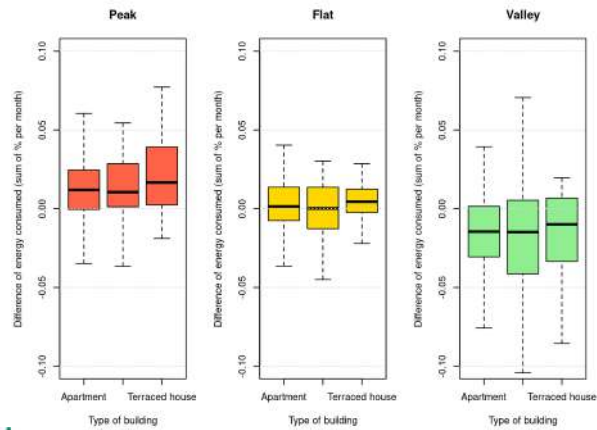 Peak
Difference of energy consumed (sum of % per month)
0.10
0.05
0.00
-0.05
-0.10
Apartment Terraced house
Type of building
Flat
Difference of energy consumed (sum of % per month)
0.10
0.05
0.00
-0.05
-0.10
Apartment Terraced house
Type of building
Valley
Difference of energy consumed (sum of % per month)
0.10
0.05
0.00
-0.05
-0.10
Apartment Terraced house
Type of building